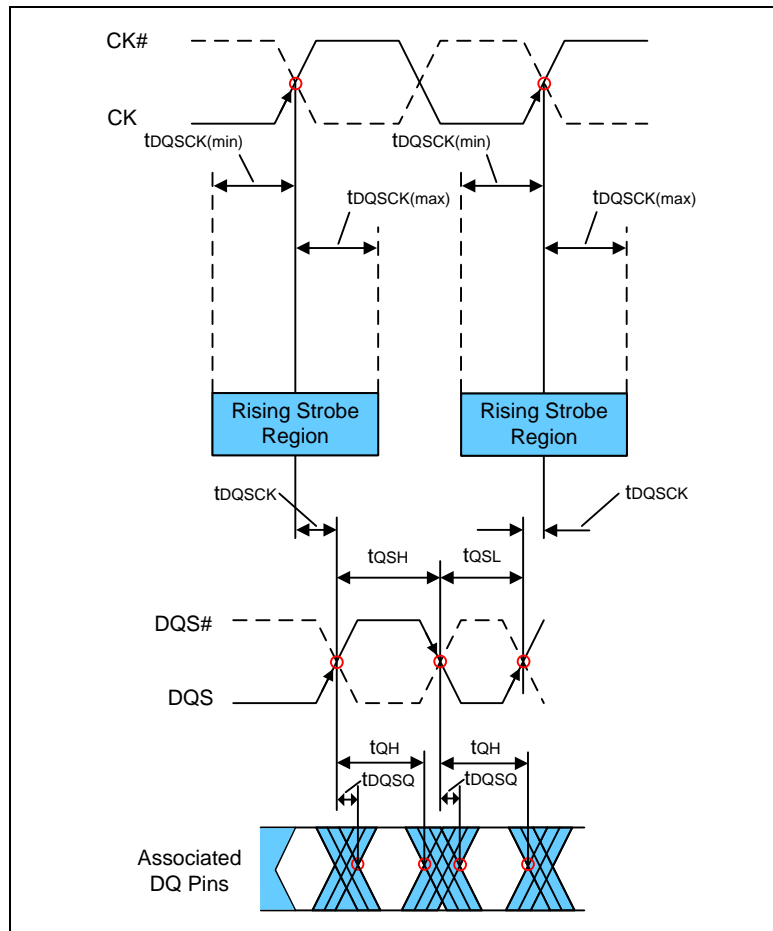 CK#
CK
tDQSCK(min)
tDQSCK(min)
tDQSCK(max)
tDQSCK(max)
Rising Strobe
Region
Rising Strobe
Region
tDQSCK
tDQSCK
tQSH
tQSL
DQS#
DQS
tQH
tQH
tDQSQ
tDQSQ
Associated
DQ Pins